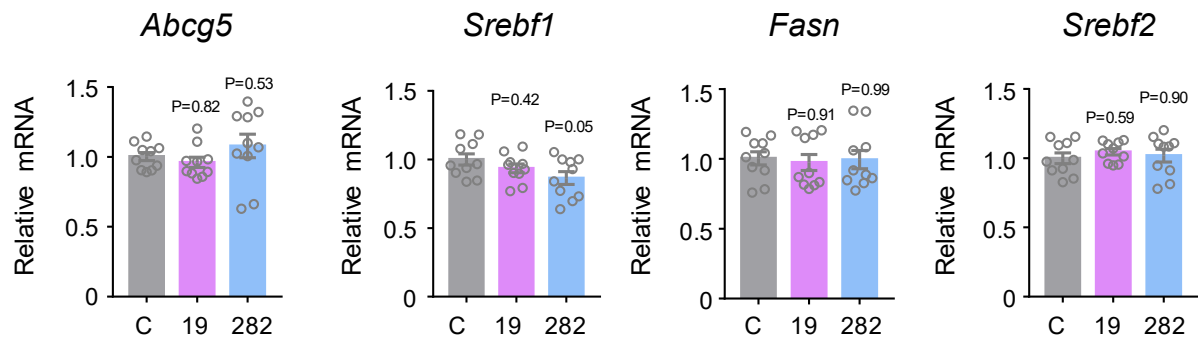 Abcg5
Relative mRNA
1.5
1.0
0.5
0
P=0.82
P=0.53
C 19 282
Srebf1
Relative mRNA
1.5
1.0
0.5
0
P=0.42
P=0.05
C 19 282
Fasn
Relative mRNA
1.5
1.0
0.5
0
P=0.91
P=0.99
C 19 282
Srebf2
Relative mRNA
1.5
1.0
0.5
0
P=0.59
P=0.90
C 19 282